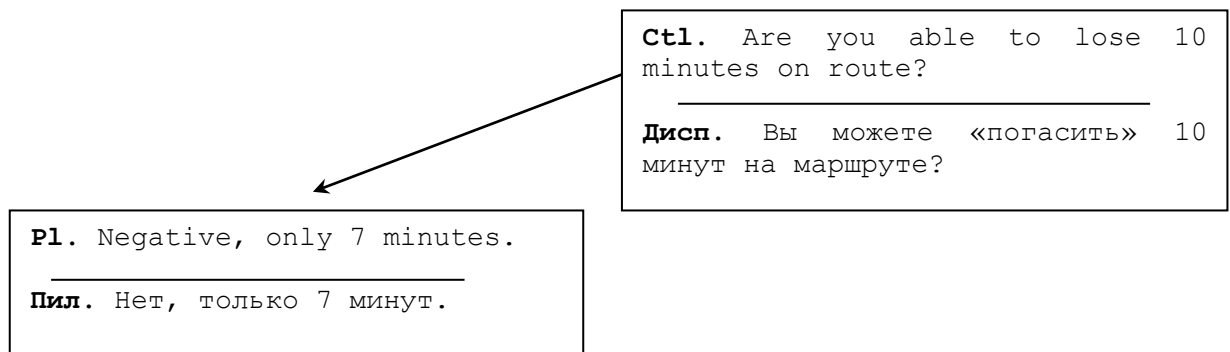 Ctl. Are you able to lose 10
minutes on route?
Дисп. Вы можете «погасить» 10
минут на маршруте?
Pl. Negative, only 7 minutes.
Пил. Нет, только 7 минут.